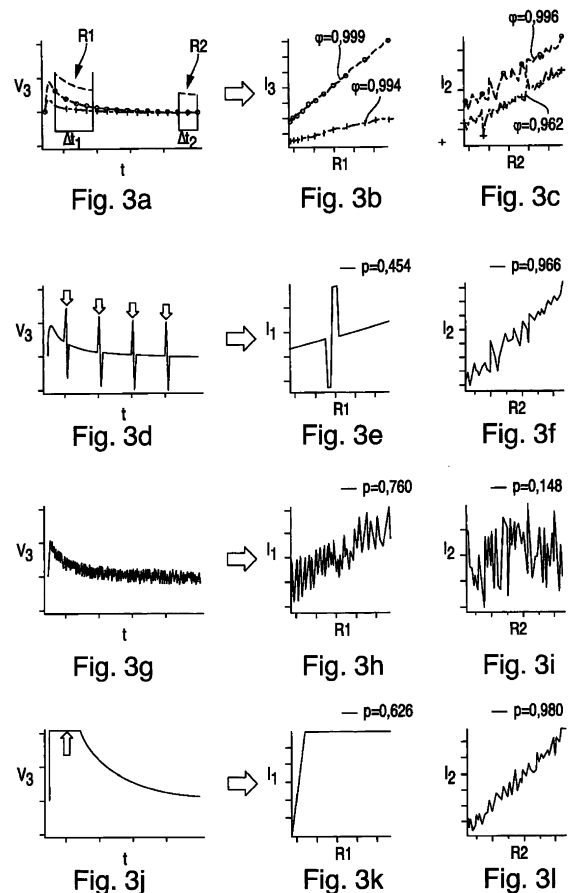 R1
R2
V3
Δt1
Δt2
t
Fig. 3a
φ=0,999
I3
φ=0,994
R1
Fig. 3b
φ=0,996
I2
φ=0,962
+
R2
Fig. 3c
V3
t
Fig. 3d
p=0,454
I1
R1
Fig. 3e
p=0,966
I2
R2
Fig. 3f
V3
t
Fig. 3g
p=0,760
I1
R1
Fig. 3h
p=0,148
I2
R2
Fig. 3i
V3
t
Fig. 3j
p=0,626
I1
R1
Fig. 3k
p=0,980
I2
R2
Fig. 3l